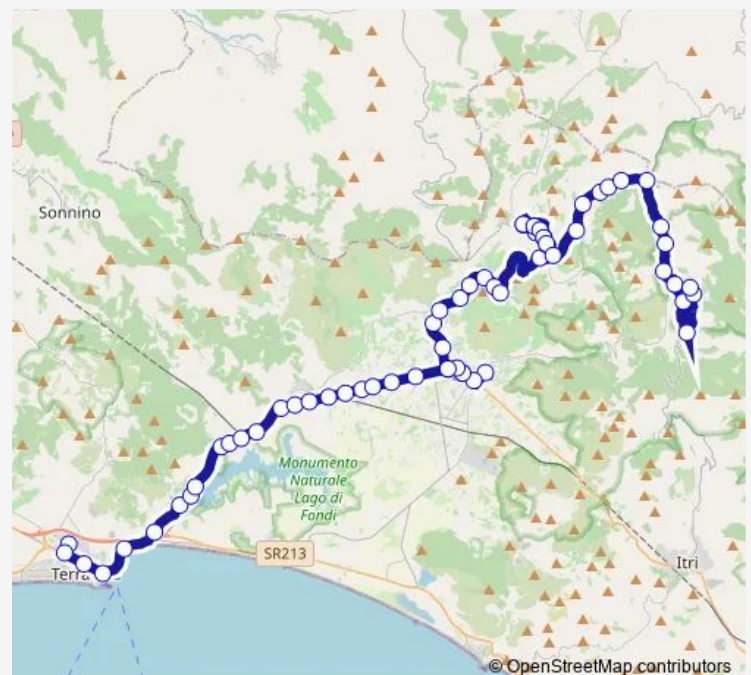 Sonnino
Monumento
Naturale
Lago di
Fondi
SR213
Itri
© OpenStreetMap contributors